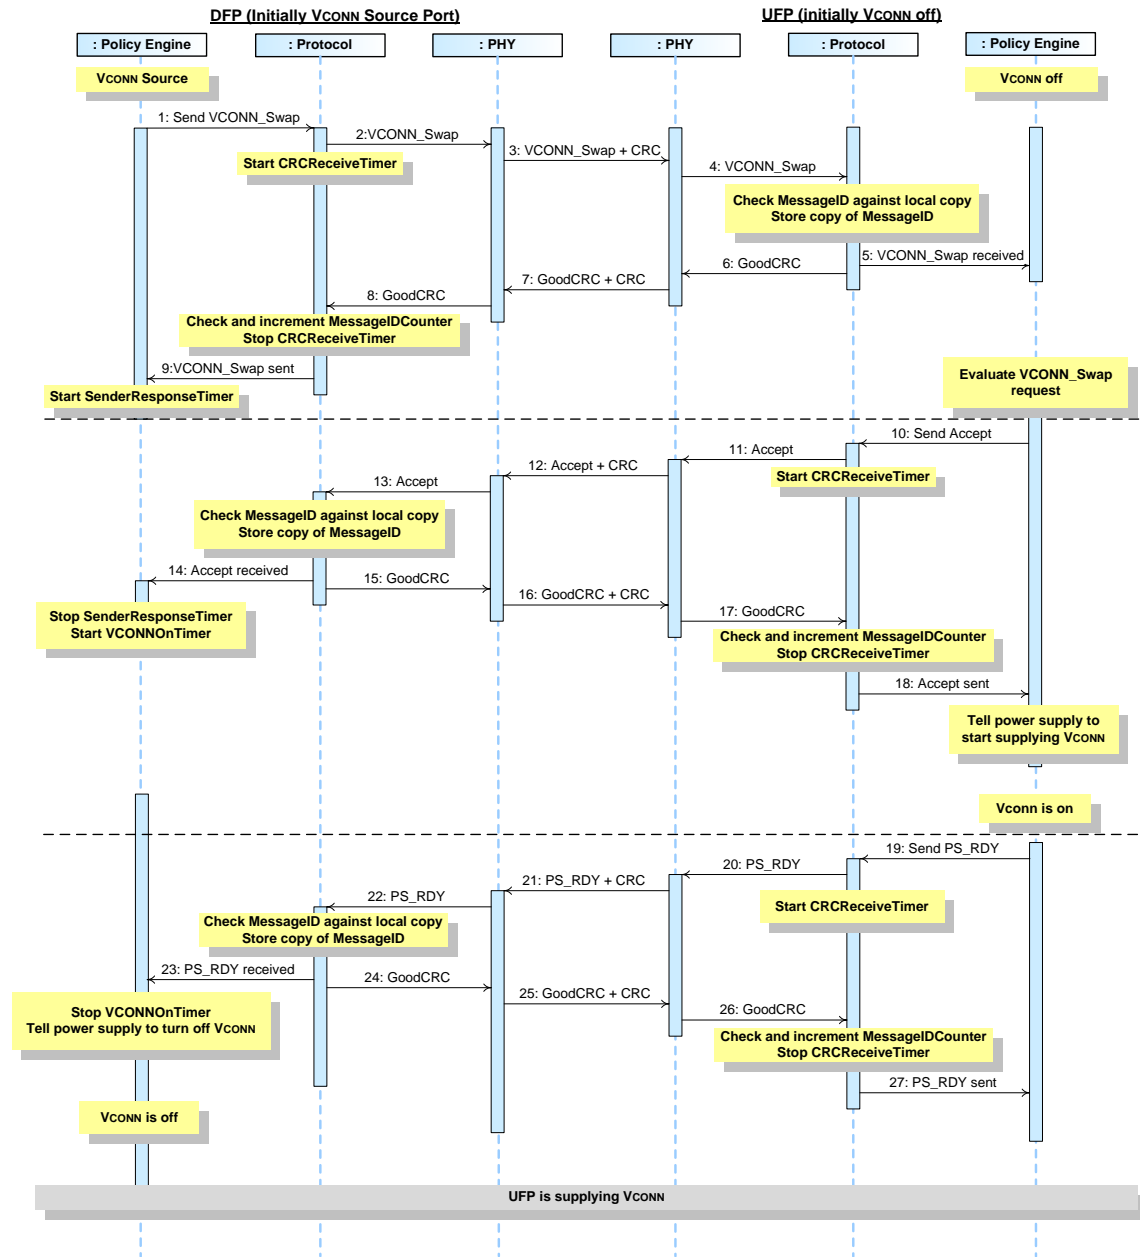 DFP (Initially VCONN Source Port)
UFP (initially VCONN off)
: Policy Engine
: Protocol
: PHY
: PHY
: Protocol
: Policy Engine
VCONN Source
VCONN off
1: Send VCONN_Swap
2:VCONN_Swap
Start CRCReceiveTimer
3: VCONN_Swap + CRC
4: VCONN_Swap
Check MessageID against local copy
Store copy of MessageID
5: VCONN_Swap received
6: GoodCRC
7: GoodCRC + CRC
8: GoodCRC
Check and increment MessageIDCounter
Stop CRCReceiveTimer
9:VCONN_Swap sent
Start SenderResponseTimer
Evaluate VCONN_Swap
request
10: Send Accept
11: Accept
Start CRCReceiveTimer
12: Accept + CRC
13: Accept
Check MessageID against local copy
Store copy of MessageID
14: Accept received
15: GoodCRC
Stop SenderResponseTimer
Start VCONNOnTimer
16: GoodCRC + CRC
17: GoodCRC
Check and increment MessageIDCounter
Stop CRCReceiveTimer
18: Accept sent
Tell power supply to
start supplying VCONN
Vconn is on
19: Send PS_RDY
20: PS_RDY
Start CRCReceiveTimer
21: PS_RDY + CRC
22: PS_RDY
Check MessageID against local copy
Store copy of MessageID
23: PS_RDY received
24: GoodCRC
Stop VCONNOnTimer
Tell power supply to turn off VCONN
25: GoodCRC + CRC
26: GoodCRC
Check and increment MessageIDCounter
Stop CRCReceiveTimer
27: PS_RDY sent
VCONN is off
UFP is supplying VCONN